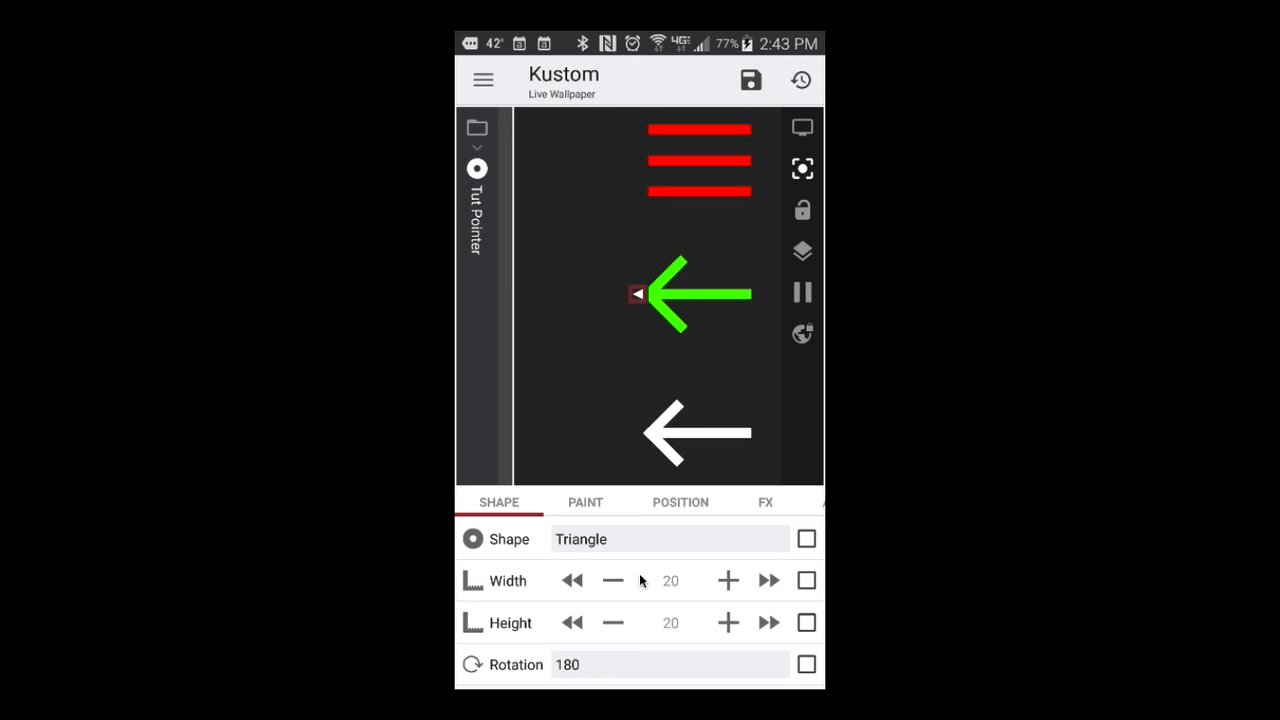 42° 4G 77% 2:43 PM
Kustom
Live Wallpaper
Tut Pointer
SHAPE PAINT POSITION FX
Shape Triangle
Width 20
Height 20
Rotation 180